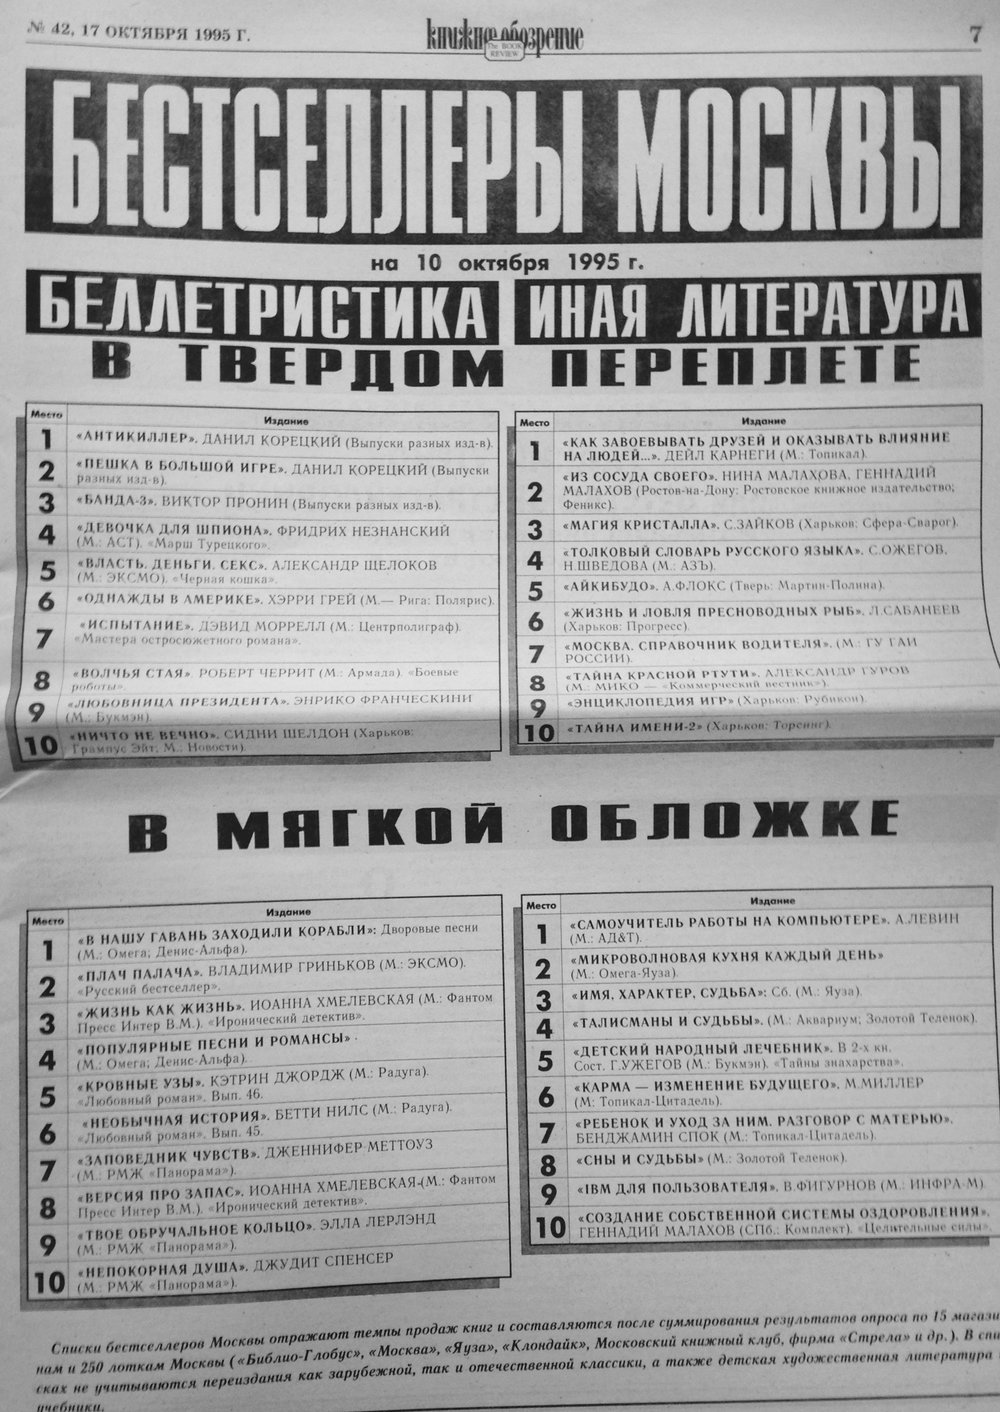 № 42, 17 ОКТЯБРЯ 1995 Г.
книжное обозрение
The BOOK
REVIEW
7
БЕСТСЕЛЛЕРЫ МОСКВЫ
на 10 октября 1995 г.
БЕЛЛЕТРИСТИКА
ИНАЯ ЛИТЕРАТУРА
В ТВЕРДОМ ПЕРЕПЛЕТЕ
Место Издание
1 «АНТИКИЛЛЕР». ДАНИЛ КОРЕЦКИЙ (Выпуски разных изд-в).
2 «ПЕШКА В БОЛЬШОЙ ИГРЕ». ДАНИЛ КОРЕЦКИЙ (Выпуски
разных изд-в).
3 «БАНДА-3». ВИКТОР ПРОНИН (Выпуски разных изд-в).
4 «ДЕВОЧКА ДЛЯ ШПИОНА». ФРИДРИХ НЕЗНАНСКИЙ
(М.: АСТ). «Марш Турецкого».
5 «ВЛАСТЬ. ДЕНЬГИ. СЕКС». АЛЕКСАНДР ЩЕЛОКОВ
(М.: ЭКСМО). «Черная кошка».
6 «ОДНАЖДЫ В АМЕРИКЕ». ХЭРРИ ГРЕЙ (М.— Рига: Полярис).
7 «ИСПЫТАНИЕ». ДЭВИД МОРРЕЛЛ (М.: Центрполиграф).
«Мастера остросюжетного романа».
8 «ВОЛЧЬЯ СТАЯ». РОБЕРТ ЧЕРРИТ (М.: Армада). «Боевые
роботы».
9 «ЛЮБОВНИЦА ПРЕЗИДЕНТА». ЭНРИКО ФРАНЧЕСКИНИ
(М.: Букмэн).
10 «НИЧТО НЕ ВЕЧНО». СИДНИ ШЕЛДОН (Харьков:
Грампус Эйт; М.: Новости).
Место Издание
1 «КАК ЗАВОЕВЫВАТЬ ДРУЗЕЙ И ОКАЗЫВАТЬ ВЛИЯНИЕ
НА ЛЮДЕЙ...». ДЕЙЛ КАРНЕГИ (М.: Топикал).
2 «ИЗ СОСУДА СВОЕГО». НИНА МАЛАХОВА, ГЕННАДИЙ
МАЛАХОВ (Ростов-на-Дону: Ростовское книжное издательство;
Феникс).
3 «МАГИЯ КРИСТАЛЛА». С.ЗАЙКОВ (Харьков: Сфера-Сварог).
4 «ТОЛКОВЫЙ СЛОВАРЬ РУССКОГО ЯЗЫКА». С.ОЖЕГОВ,
Н.ШВЕДОВА (М.: АЗЪ).
5 «АЙКИБУДО». А.ФЛОКС (Тверь: Мартин-Полина).
6 «ЖИЗНЬ И ЛОВЛЯ ПРЕСНОВОДНЫХ РЫБ». Л.САБАНЕЕВ
(Харьков: Прогресс).
7 «МОСКВА. СПРАВОЧНИК ВОДИТЕЛЯ». (М.: ГУ ГАИ
РОССИИ).
8 «ТАЙНА КРАСНОЙ РТУТИ». АЛЕКСАНДР ГУРОВ
(М.: МИКО — «Коммерческий вестник»).
9 «ЭНЦИКЛОПЕДИЯ ИГР» (Харьков: Рубикон).
10 «ТАЙНА ИМЕНИ-2» (Харьков: Торсинг).
В МЯГКОЙ ОБЛОЖКЕ
Место Издание
1 «В НАШУ ГАВАНЬ ЗАХОДИЛИ КОРАБЛИ»: Дворовые песни
(М.: Омега; Денис-Альфа).
2 «ПЛАЧ ПАЛАЧА». ВЛАДИМИР ГРИНЬКОВ (М.: ЭКСМО).
«Русский бестселлер».
3 «ЖИЗНЬ КАК ЖИЗНЬ». ИОАННА ХМЕЛЕВСКАЯ (М.: Фантом
Пресс Интер В.М.). «Иронический детектив».
4 «ПОПУЛЯРНЫЕ ПЕСНИ И РОМАНСЫ»
(М.: Омега; Денис-Альфа).
5 «КРОВНЫЕ УЗЫ». КЭТРИН ДЖОРДЖ (М.: Радуга).
«Любовный роман». Вып. 46.
6 «НЕОБЫЧНАЯ ИСТОРИЯ». БЕТТИ НИЛС (М.: Радуга).
«Любовный роман». Вып. 45.
7 «ЗАПОВЕДНИК ЧУВСТВ». ДЖЕННИФЕР МЕТТОУЗ
(М.: РМЖ «Панорама»).
8 «ВЕРСИЯ ПРО ЗАПАС». ИОАННА ХМЕЛЕВСКАЯ (М.: Фантом
Пресс Интер В.М.). «Иронический детектив».
9 «ТВОЕ ОБРУЧАЛЬНОЕ КОЛЬЦО». ЭЛЛА ЛЕРЛЭНД
(М.: РМЖ «Панорама»).
10 «НЕПОКОРНАЯ ДУША». ДЖУДИТ СПЕНСЕР
(М.: РМЖ «Панорама»).
Место Издание
1 «САМОУЧИТЕЛЬ РАБОТЫ НА КОМПЬЮТЕРЕ». А.ЛЕВИН
(М.: АД&Т).
2 «МИКРОВОЛНОВАЯ КУХНЯ КАЖДЫЙ ДЕНЬ»
(М.: Омега-Яуза).
3 «ИМЯ, ХАРАКТЕР, СУДЬБА»: Сб. (М.: Яуза).
4 «ТАЛИСМАНЫ И СУДЬБЫ». (М.: Аквариум; Золотой Теленок).
5 «ДЕТСКИЙ НАРОДНЫЙ ЛЕЧЕБНИК». В 2-х кн.
Сост. Г.УЖЕГОВ (М.: Букмэн). «Тайны знахарства».
6 «КАРМА — ИЗМЕНЕНИЕ БУДУЩЕГО». М.МИЛЛЕР
(М: Топикал-Цитадель).
7 «РЕБЕНОК И УХОД ЗА НИМ. РАЗГОВОР С МАТЕРЬЮ».
БЕНДЖАМИН СПОК (М.: Топикал-Цитадель).
8 «СНЫ И СУДЬБЫ» (М.: Золотой Теленок).
9 «IBM ДЛЯ ПОЛЬЗОВАТЕЛЯ». В.ФИГУРНОВ (М.: ИНФРА-М).
10 «СОЗДАНИЕ СОБСТВЕННОЙ СИСТЕМЫ ОЗДОРОВЛЕНИЯ».
ГЕННАДИЙ МАЛАХОВ (СПб.: Комплект). «Целительные силы».
Списки бестселлеров Москвы отражают темпы продаж книг и составляются после суммирования результатов опроса по 15 магази
нам и 250 лоткам Москвы («Библио-Глобус», «Москва», «Яуза», «Клондайк», Московский книжный клуб, фирма «Стрела» и др.). В спи
сках не учитываются переиздания как зарубежной, так и отечественной классики, а также детская художественная литература
учебники.